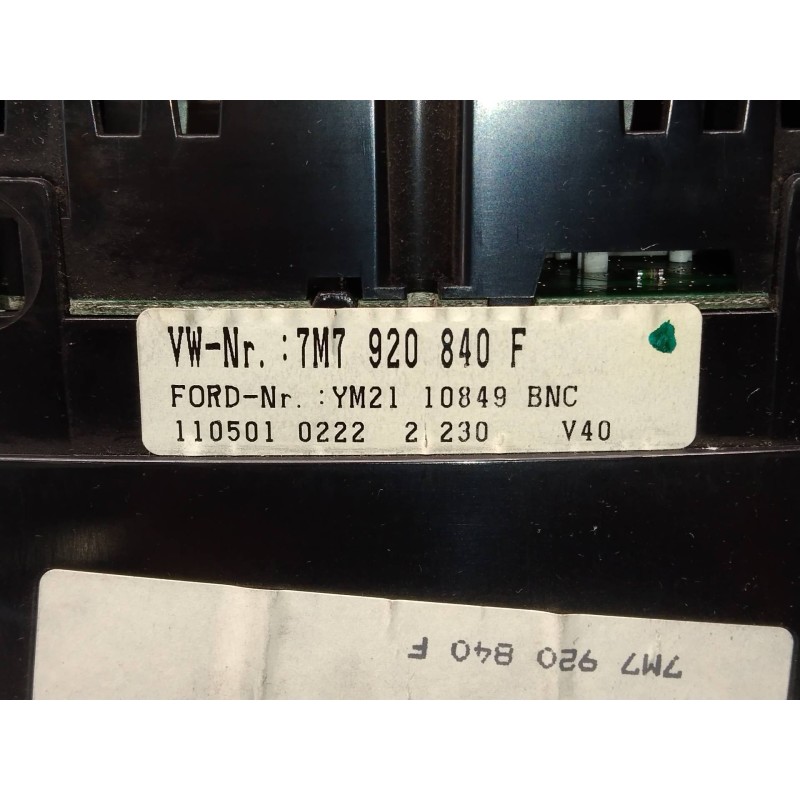 VW-Nr.:7M7 920 840 F
FORD-Nr.:YM21 10849 BNC
110501 0222 2 230 V40
7M7 920 840 F